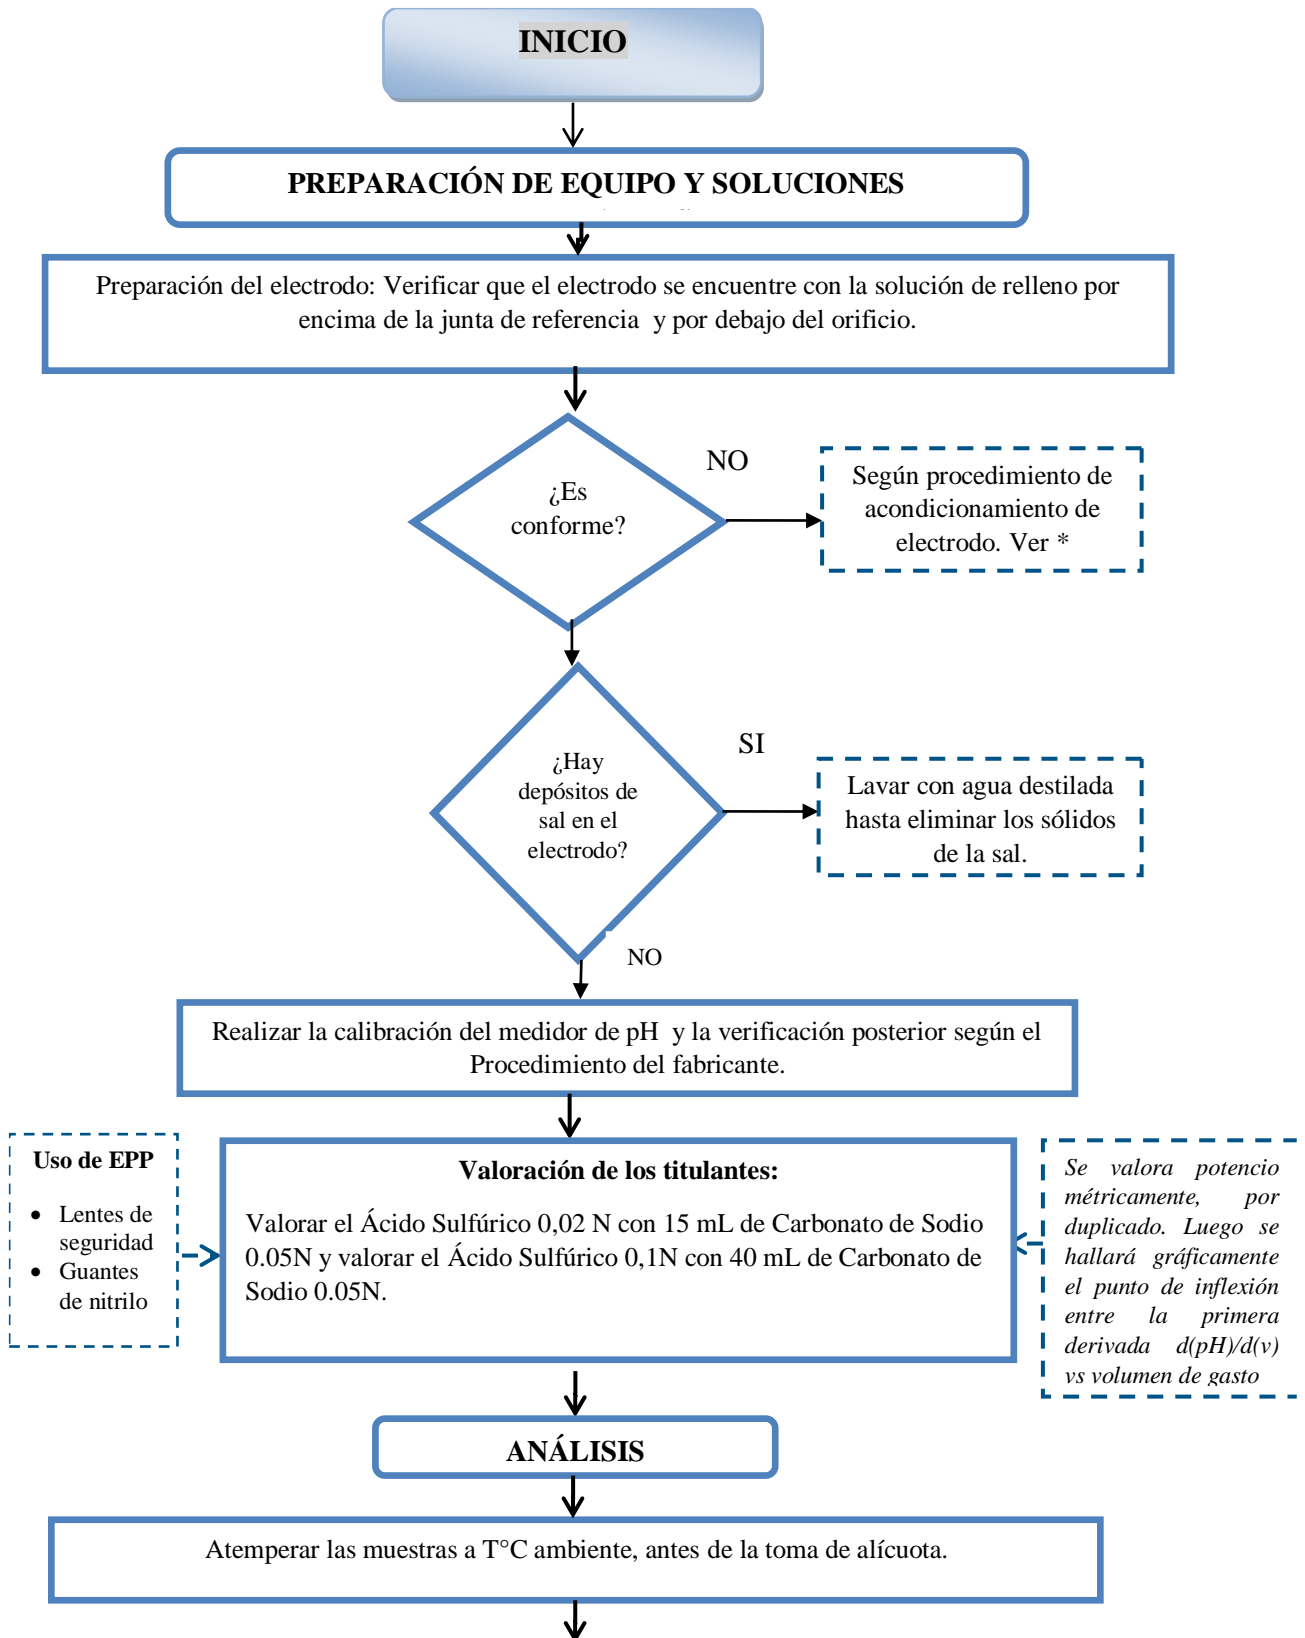 INICIO
PREPARACIÓN DE EQUIPO Y SOLUCIONES
Preparación del electrodo: Verificar que el electrodo se encuentre con la solución de relleno por
encima de la junta de referencia y por debajo del orificio.
¿Es
conforme?
NO
Según procedimiento de
acondicionamiento de
electrodo. Ver *
¿Hay
depósitos de
sal en el
electrodo?
SI
Lavar con agua destilada
hasta eliminar los sólidos
de la sal.
NO
Realizar la calibración del medidor de pH y la verificación posterior según el
Procedimiento del fabricante.
Uso de EPP
• Lentes de
seguridad
• Guantes
de nitrilo
Valoración de los titulantes:
Valorar el Ácido Sulfúrico 0,02 N con 15 mL de Carbonato de Sodio
0.05N y valorar el Ácido Sulfúrico 0,1N con 40 mL de Carbonato de
Sodio 0.05N.
Se valora potencio
métricamente, por
duplicado. Luego se
hallará gráficamente
el punto de inflexión
entre la primera
derivada d(pH)/d(v)
vs volumen de gasto
ANÁLISIS
Atemperar las muestras a T°C ambiente, antes de la toma de alícuota.